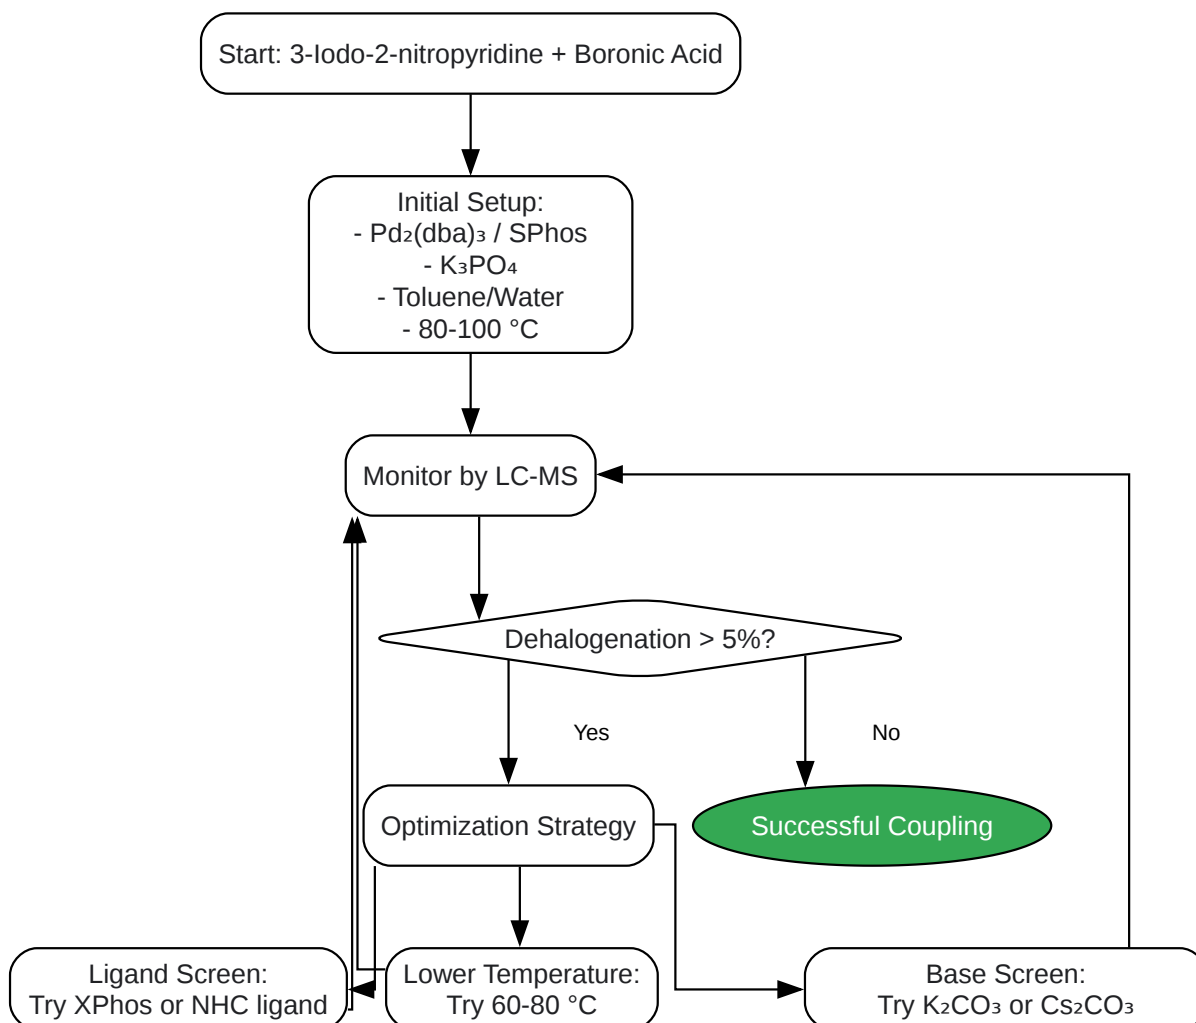 Start: 3-Iodo-2-nitropyridine + Boronic Acid
Initial Setup:
- Pd₂(dba)₃ / SPhos
- K₃PO₄
- Toluene/Water
- 80-100 °C
Monitor by LC-MS
Dehalogenation > 5%?
Yes
No
Optimization Strategy
Successful Coupling
Ligand Screen:
Try XPhos or NHC ligand
Lower Temperature:
Try 60-80 °C
Base Screen:
Try K₂CO₃ or Cs₂CO₃